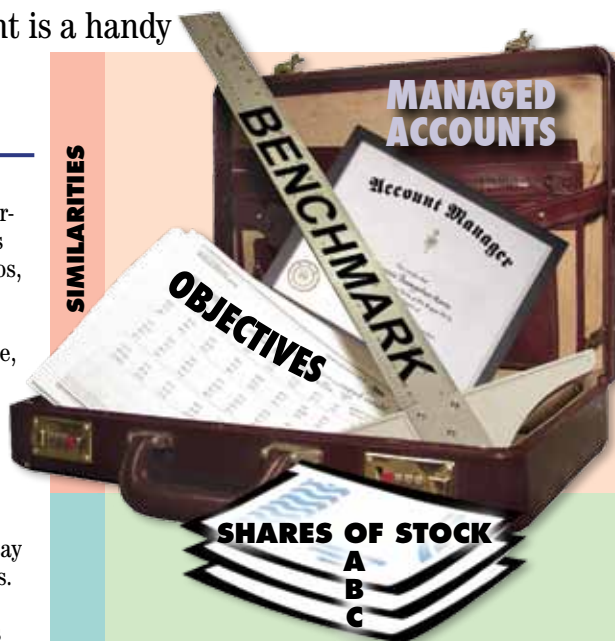 nt is a handy
SIMILARITIES
MANAGED
ACCOUNTS
BENCHMARK
Account Manager
OBJECTIVES
r-
s
os,
e,
ay
s.
SHARES OF STOCK
A
B
C